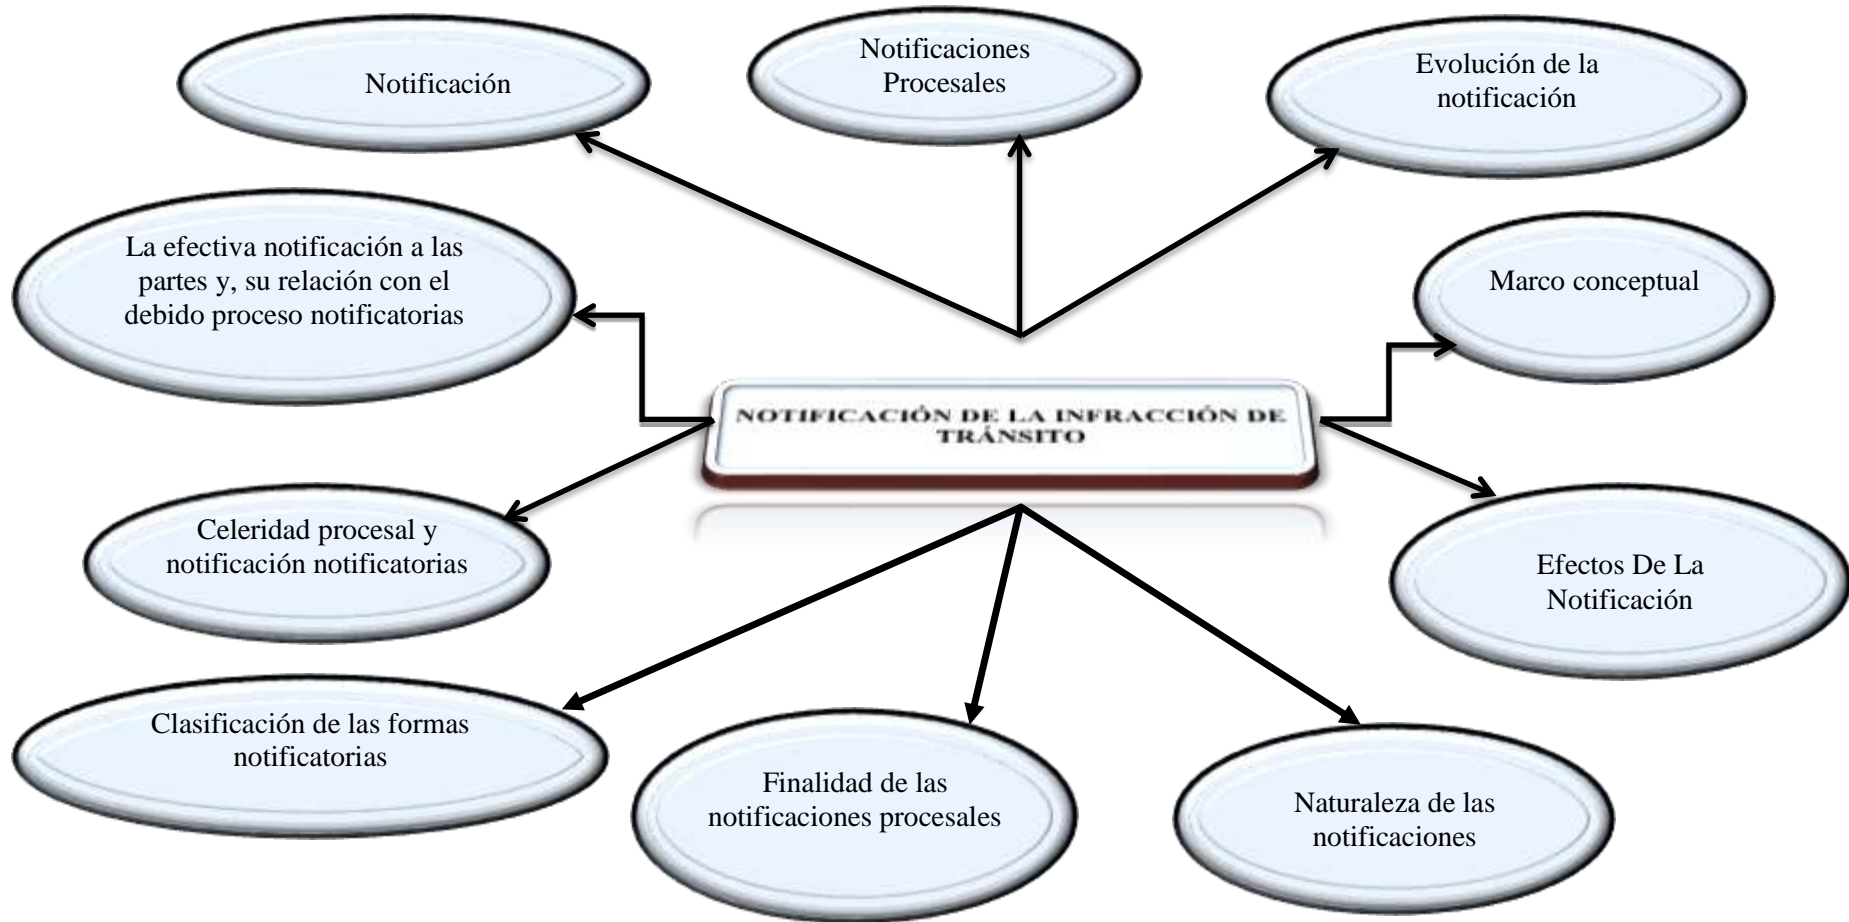 Notificación
Notificaciones
Procesales
Evolución de la
notificación
La efectiva notificación a las
partes y, su relación con el
debido proceso notificatorias
Marco conceptual
NOTIFICACIÓN DE LA INFRACCIÓN DE
TRÁNSITO
Celeridad procesal y
notificación notificatorias
Efectos De La
Notificación
Clasificación de las formas
notificatorias
Finalidad de las
notificaciones procesales
Naturaleza de las
notificaciones